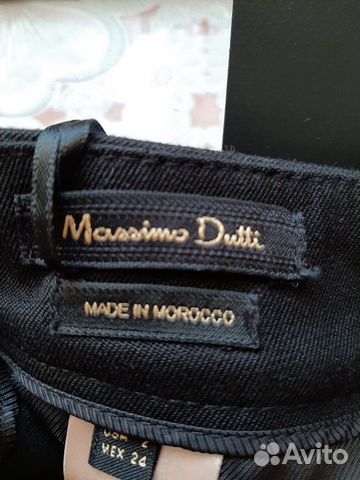 Massimo Dutti
MADE IN MOROCCO
USA 2
MEX 24
Avito